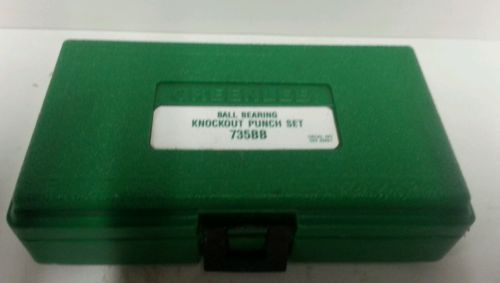 GREENLEE
BALL BEARING
KNOCKOUT PUNCH SET
735BB